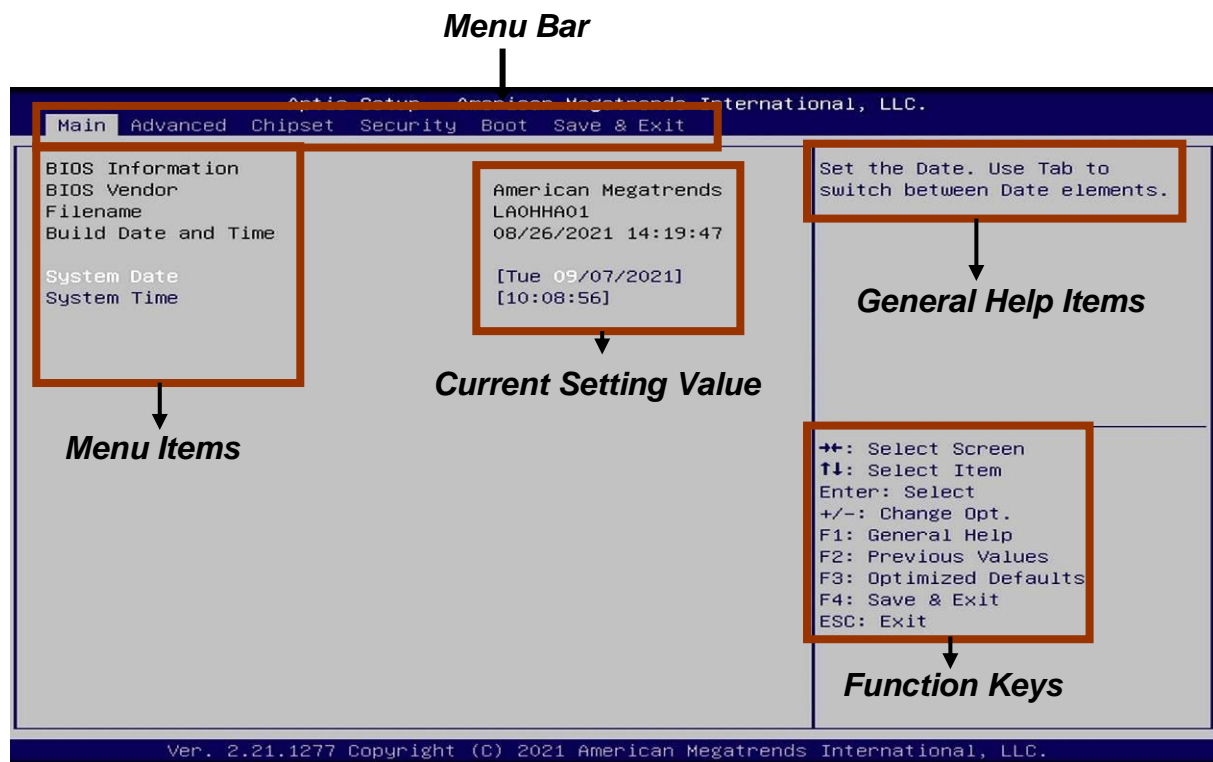 Menu Bar
Aptio Setup - American Megatrends International, LLC.
Main Advanced Chipset Security Boot Save & Exit
BIOS Information
BIOS Vendor American Megatrends
Filename LAOHHA01
Build Date and Time 08/26/2021 14:19:47
System Date [Tue 09/07/2021]
System Time [10:08:56]
Set the Date. Use Tab to
switch between Date elements.
General Help Items
Current Setting Value
Menu Items
→←: Select Screen
↑↓: Select Item
Enter: Select
+/-: Change Opt.
F1: General Help
F2: Previous Values
F3: Optimized Defaults
F4: Save & Exit
ESC: Exit
Function Keys
Ver. 2.21.1277 Copyright (C) 2021 American Megatrends International, LLC.